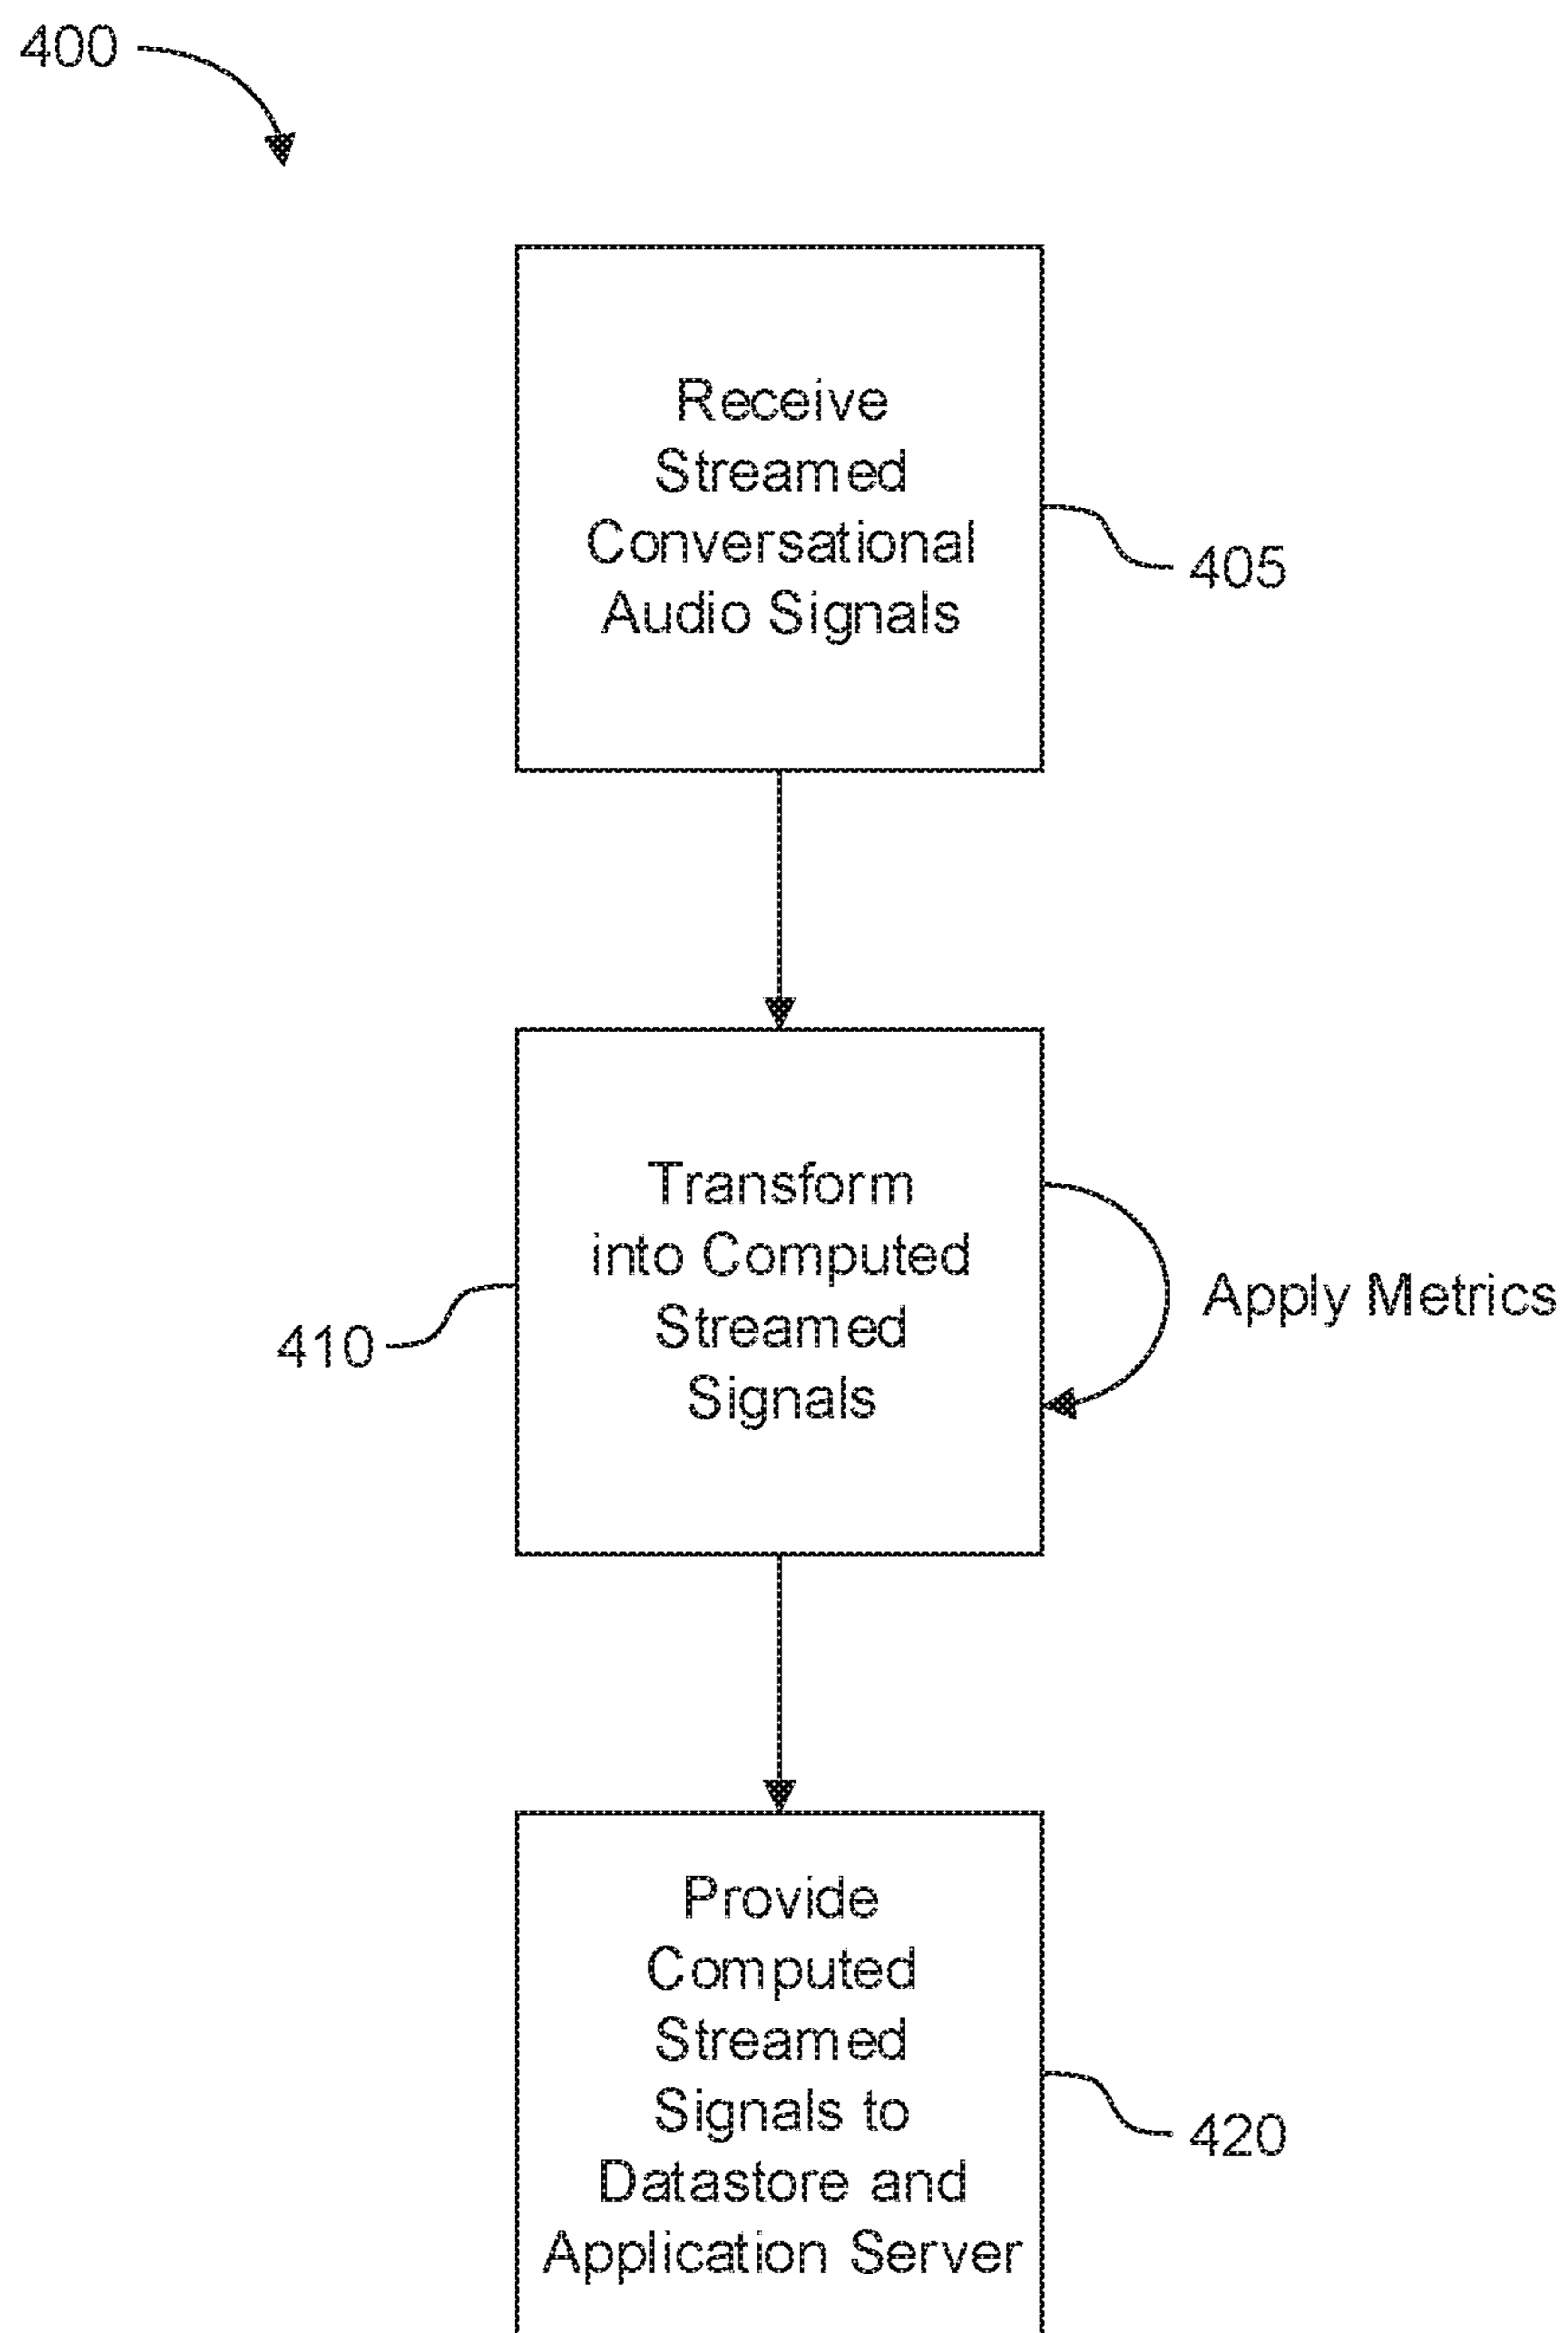 400
Receive
Streamed
Conversational
Audio Signals
405
Transform
into Computed
Streamed
Signals
410
Apply Metrics
Provide
Computed
Streamed
Signals to
Datastore and
Application Server
420